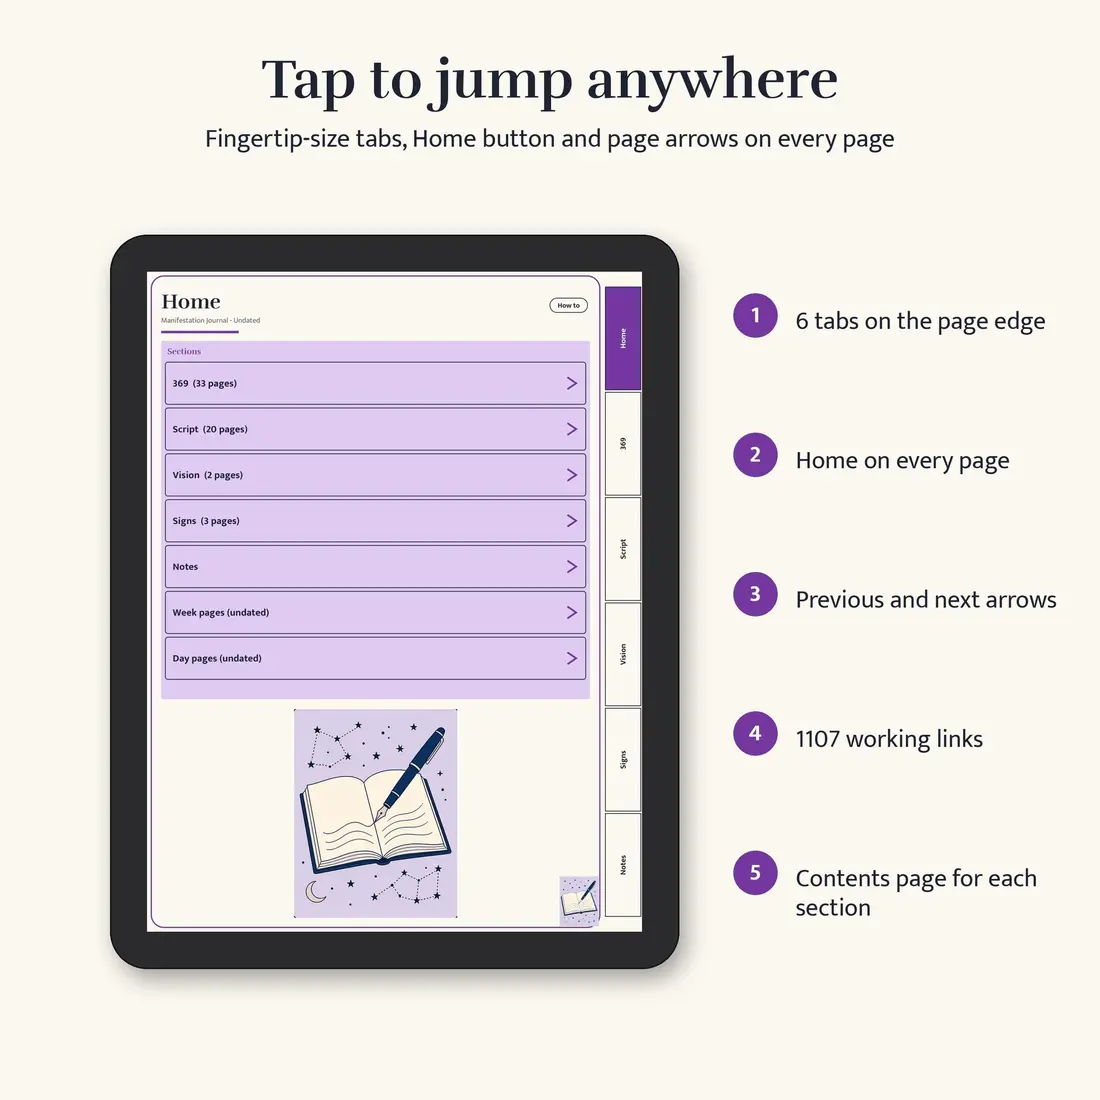 Tap to jump anywhere
Fingertip-size tabs, Home button and page arrows on every page
Home
How to
Manifestation Journal - Undated
Sections
369 (33 pages)
Script (20 pages)
Vision (2 pages)
Signs (3 pages)
Notes
Week pages (undated)
Day pages (undated)
Home
369
Script
Vision
Signs
Notes
1 6 tabs on the page edge
2 Home on every page
3 Previous and next arrows
4 1107 working links
5 Contents page for each
section